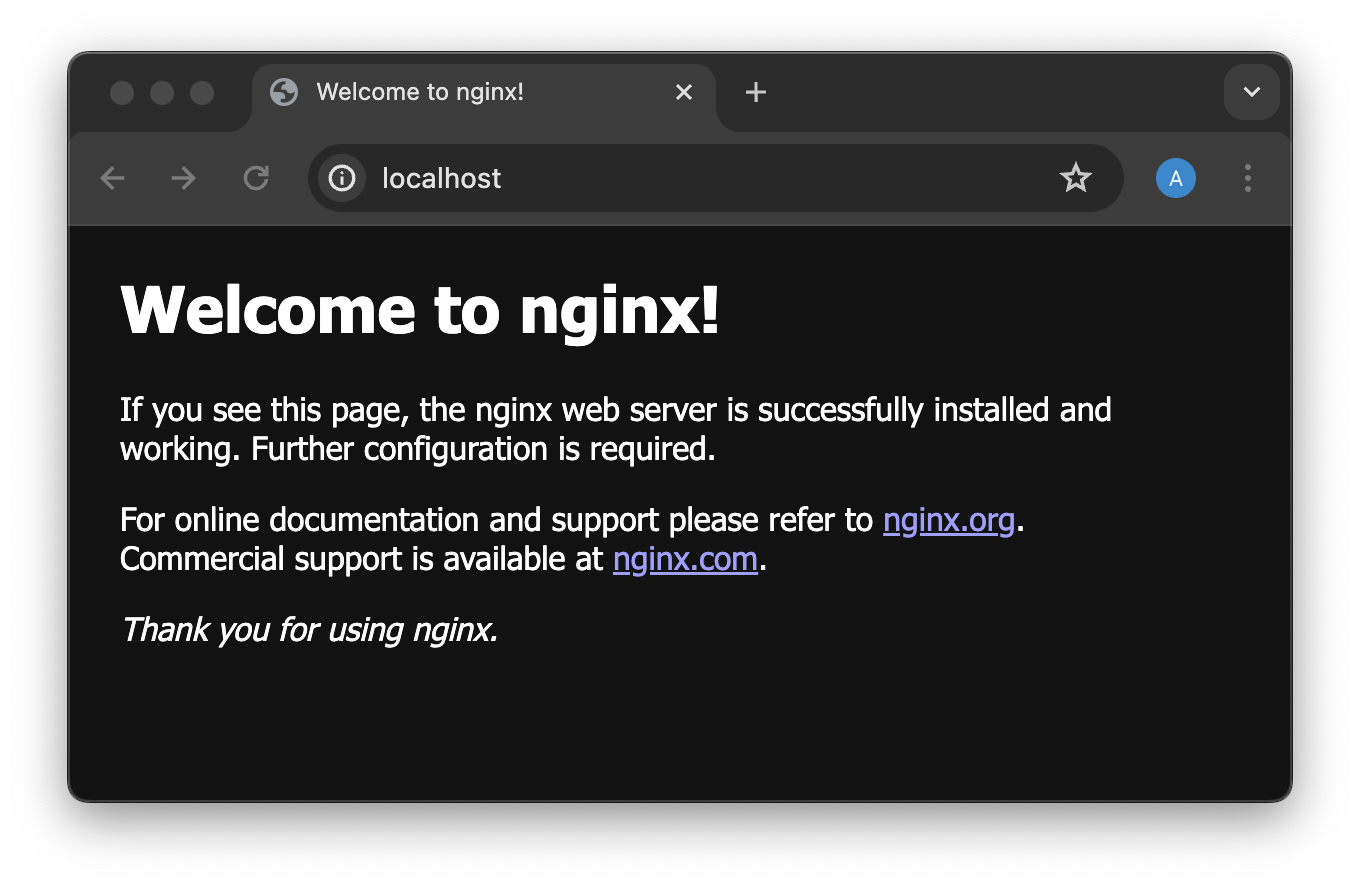 Welcome to nginx!
localhost
A
Welcome to nginx!
If you see this page, the nginx web server is successfully installed and
working. Further configuration is required.
For online documentation and support please refer to nginx.org.
Commercial support is available at nginx.com.
Thank you for using nginx.